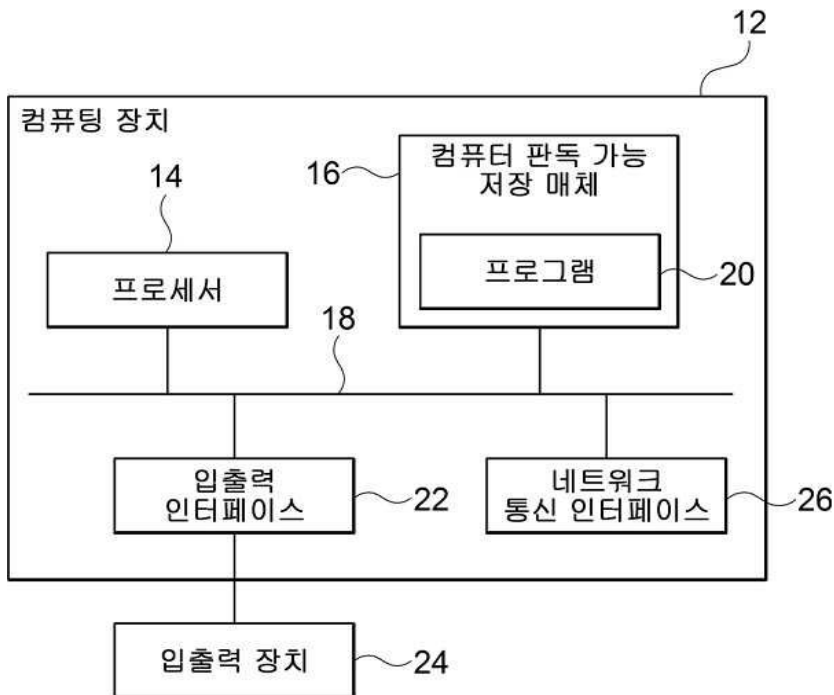 12
컴퓨팅 장치
14
프로세서
16
컴퓨터 판독 가능
저장 매체
프로그램
20
18
입출력
인터페이스
22
네트워크
통신 인터페이스
26
입출력 장치
24